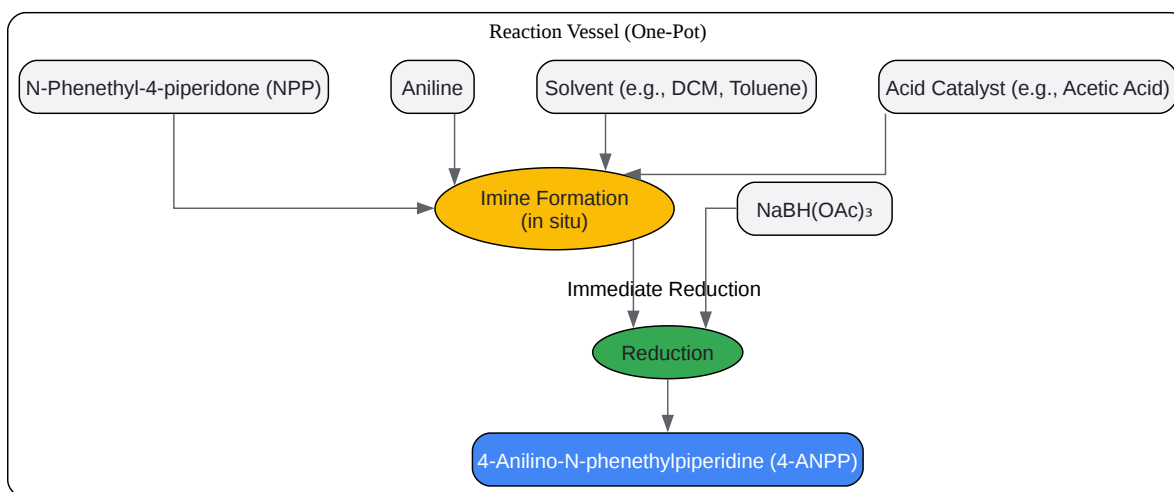 Reaction Vessel (One-Pot)
N-Phenethyl-4-piperidone (NPP)
Aniline
Solvent (e.g., DCM, Toluene)
Acid Catalyst (e.g., Acetic Acid)
Imine Formation
(in situ)
NaBH(OAc)₃
Immediate Reduction
Reduction
4-Anilino-N-phenethylpiperidine (4-ANPP)